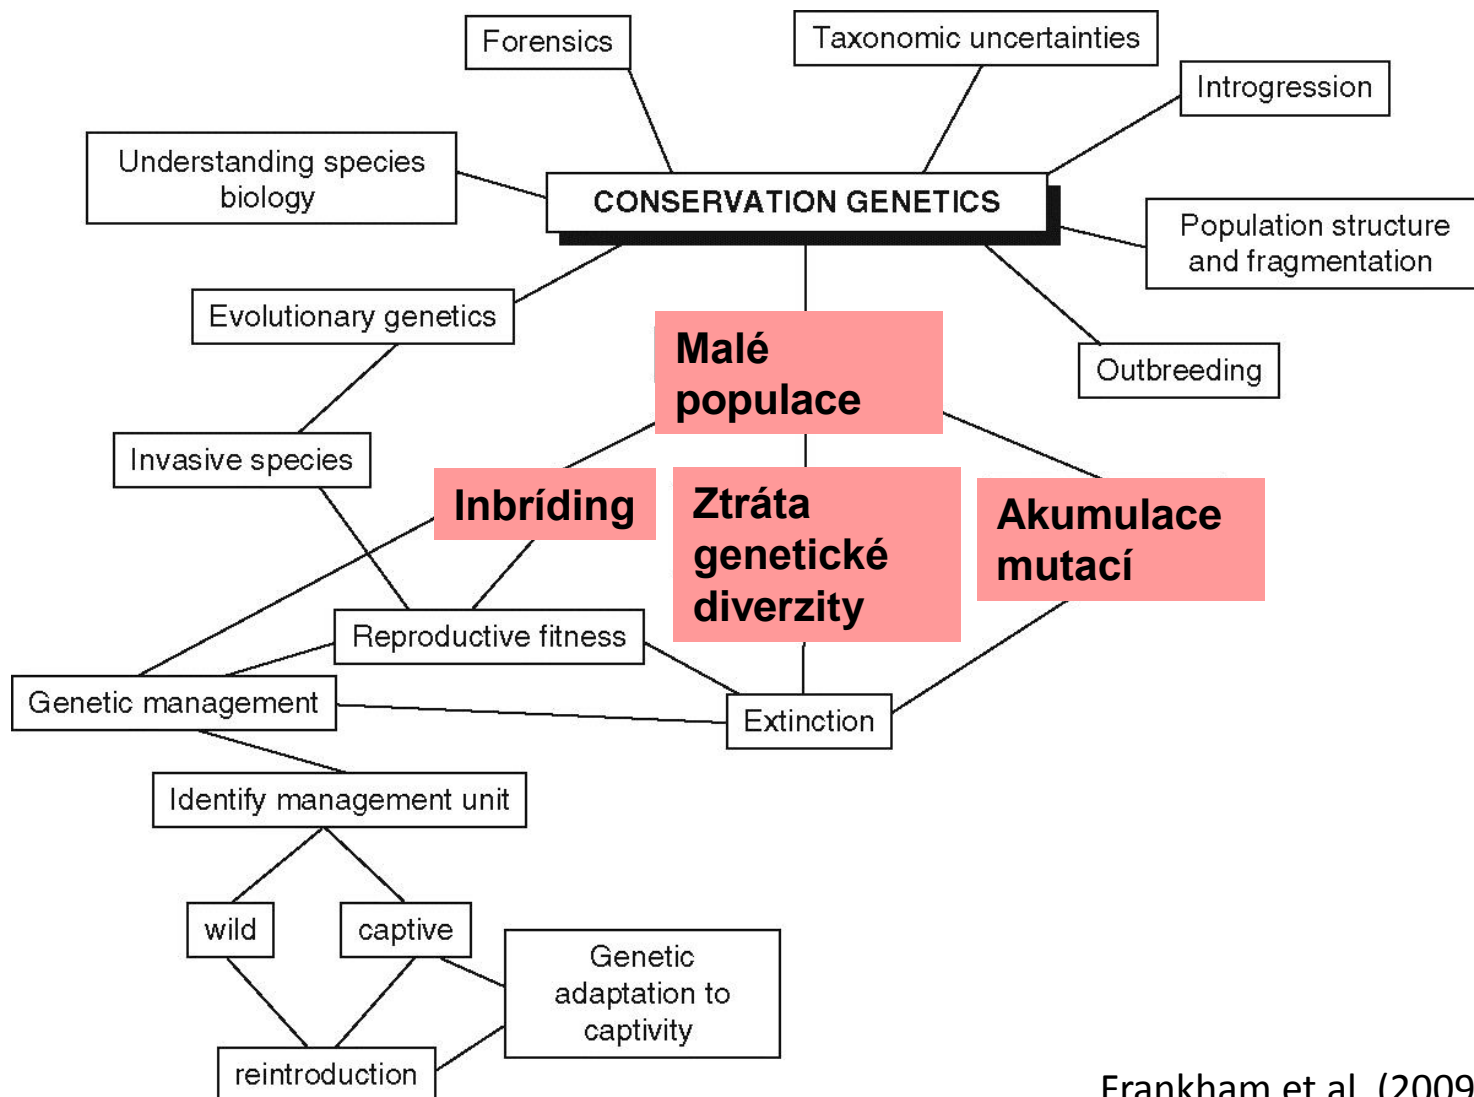 Forensics
Taxonomic uncertainties
Introgression
Understanding species
biology
CONSERVATION GENETICS
Population structure
and fragmentation
Evolutionary genetics
Malé
populace
Outbreeding
Invasive species
Inbríding
Ztráta
genetické
diverzity
Akumulace
mutací
Reproductive fitness
Genetic management
Extinction
Identify management unit
wild
captive
Genetic
adaptation to
captivity
reintroduction
Frankham et al. (2009